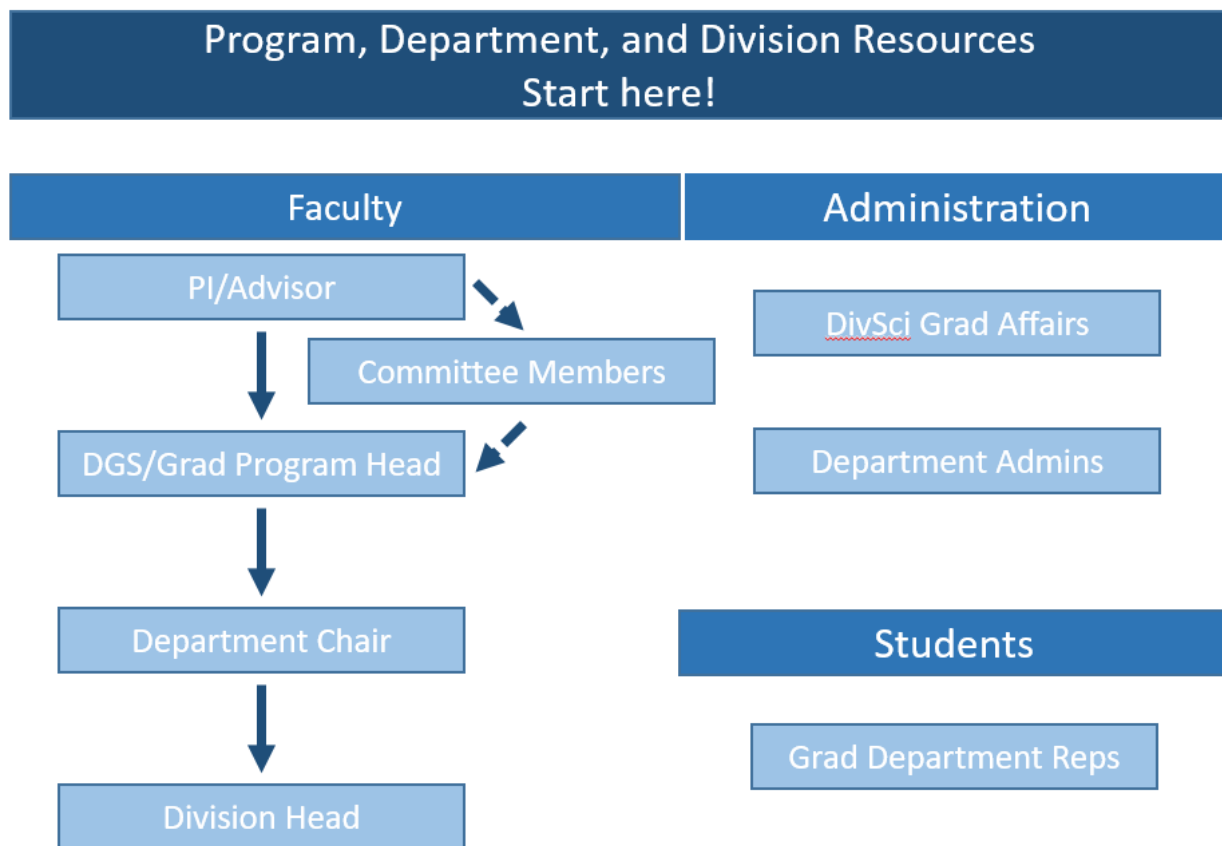 Program, Department, and Division Resources
Start here!
Faculty
PI/Advisor
Committee Members
DGS/Grad Program Head
Department Chair
Division Head
Administration
DivSci Grad Affairs
Department Admins
Students
Grad Department Reps